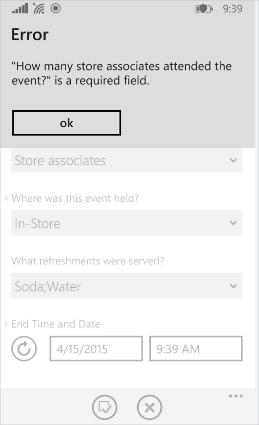 9:39
Error
"How many store associates attended the
event?" is a required field.
ok
Store associates
Where was this event held?
In-Store
What refreshments were served?
Soda;Water
End Time and Date
4/15/2015
9:39 AM